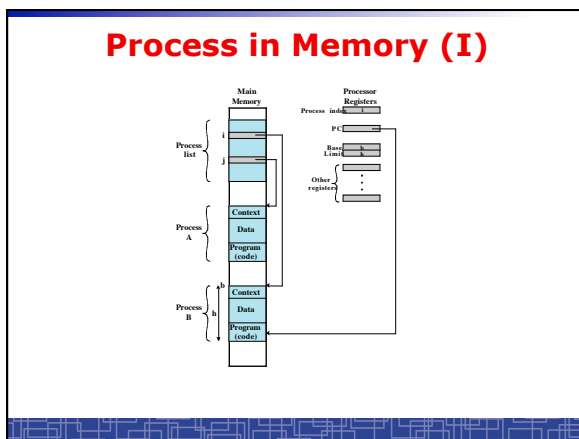 Process in Memory (I)
Main
Memory
Processor
Registers
Process index
i
PC
Base
b
Limit
h
Other
registers
i
j
Process
list
Context
Data
Program
(code)
Process
A
b
h
Context
Data
Program
(code)
Process
B